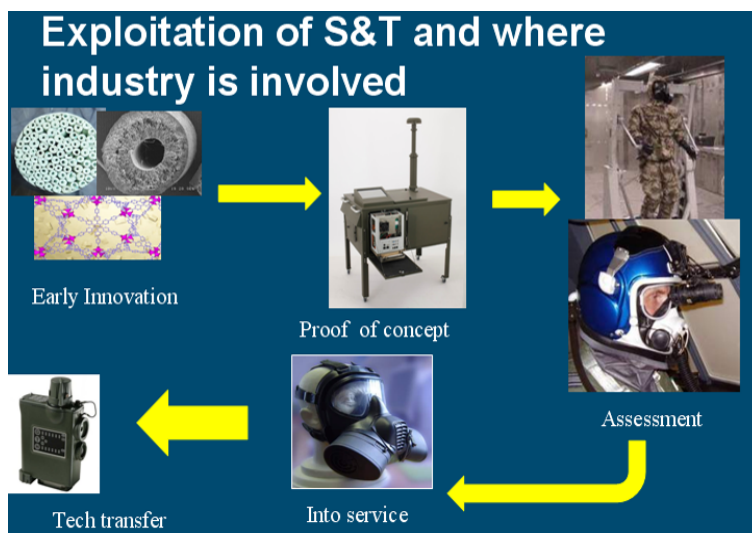 Exploitation of S&T and where
industry is involved
Early Innovation
Proof of concept
Assessment
Into service
Tech transfer